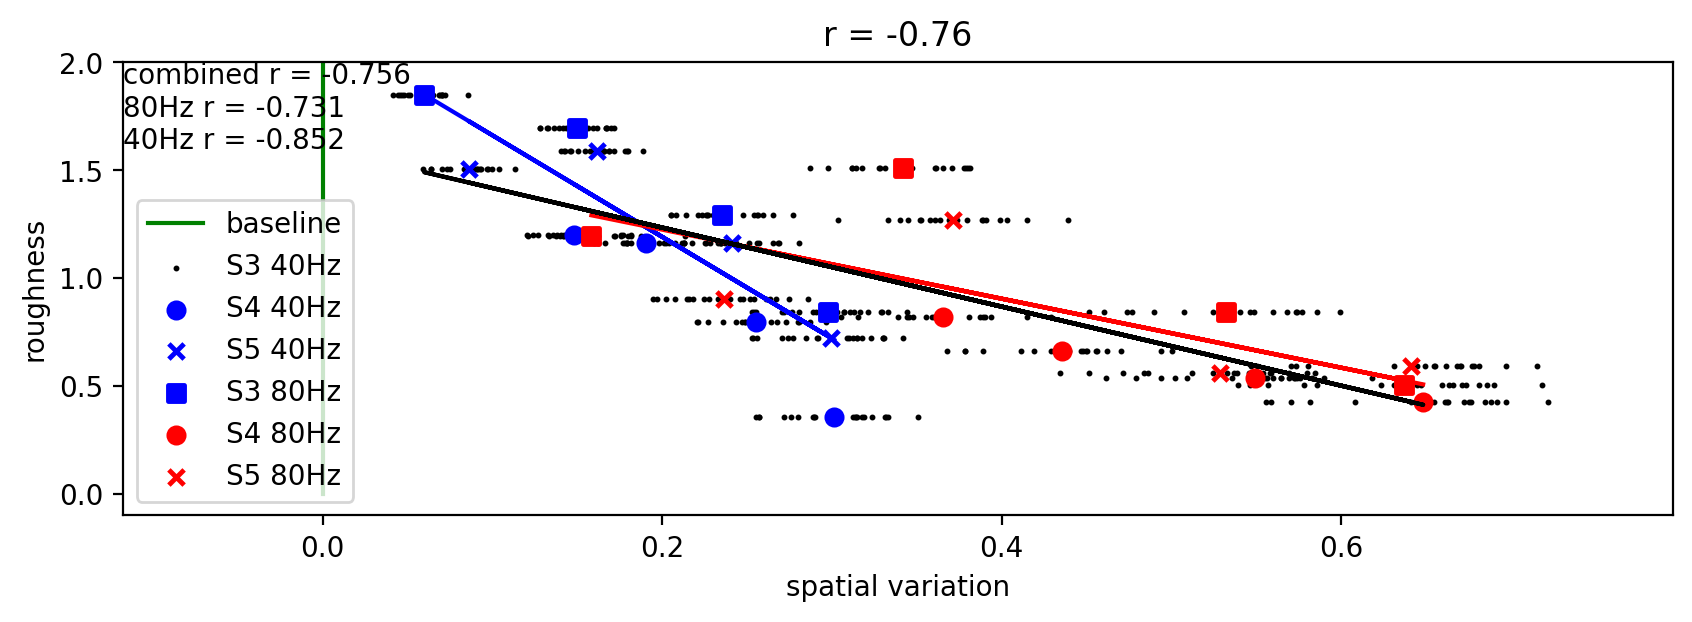 r = -0.76
combined r = -0.756
80Hz r = -0.731
40Hz r = -0.852
2.0
1.5
1.0
0.5
0.0
roughness
baseline
S3 40Hz
S4 40Hz
S5 40Hz
S3 80Hz
S4 80Hz
S5 80Hz
0.0 0.2 0.4 0.6
spatial variation